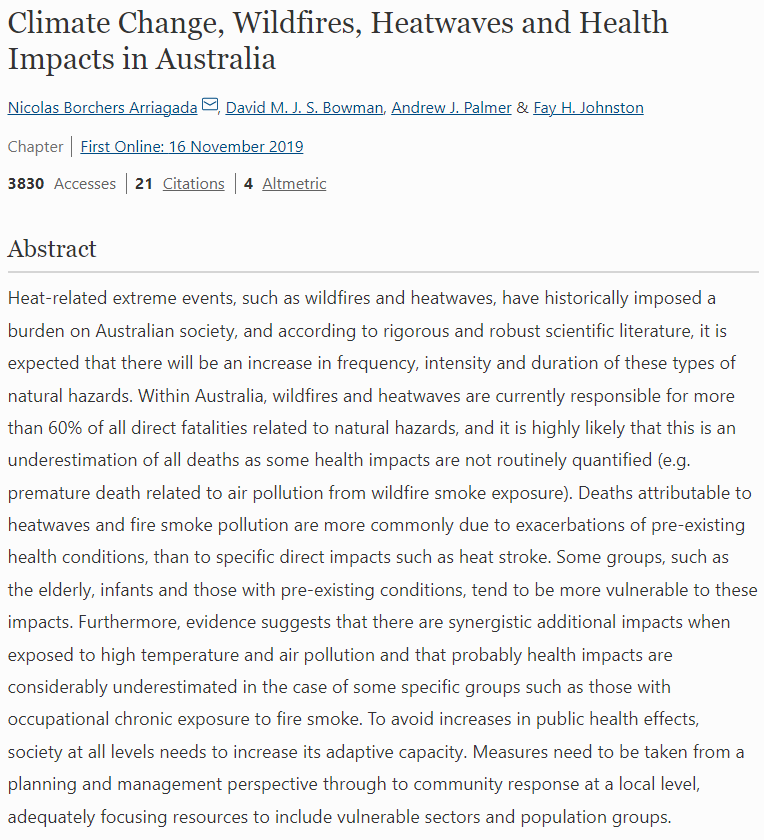 Climate Change, Wildfires, Heatwaves and Health
Impacts in Australia
Nicolas Borchers Arriagada, David M. J. S. Bowman, Andrew J. Palmer & Fay H. Johnston
Chapter | First Online: 16 November 2019
3830 Accesses | 21 Citations | 4 Altmetric
Abstract
Heat-related extreme events, such as wildfires and heatwaves, have historically imposed a
burden on Australian society, and according to rigorous and robust scientific literature, it is
expected that there will be an increase in frequency, intensity and duration of these types of
natural hazards. Within Australia, wildfires and heatwaves are currently responsible for more
than 60% of all direct fatalities related to natural hazards, and it is highly likely that this is an
underestimation of all deaths as some health impacts are not routinely quantified (e.g.
premature death related to air pollution from wildfire smoke exposure). Deaths attributable to
heatwaves and fire smoke pollution are more commonly due to exacerbations of pre-existing
health conditions, than to specific direct impacts such as heat stroke. Some groups, such as
the elderly, infants and those with pre-existing conditions, tend to be more vulnerable to these
impacts. Furthermore, evidence suggests that there are synergistic additional impacts when
exposed to high temperature and air pollution and that probably health impacts are
considerably underestimated in the case of some specific groups such as those with
occupational chronic exposure to fire smoke. To avoid increases in public health effects,
society at all levels needs to increase its adaptive capacity. Measures need to be taken from a
planning and management perspective through to community response at a local level,
adequately focusing resources to include vulnerable sectors and population groups.